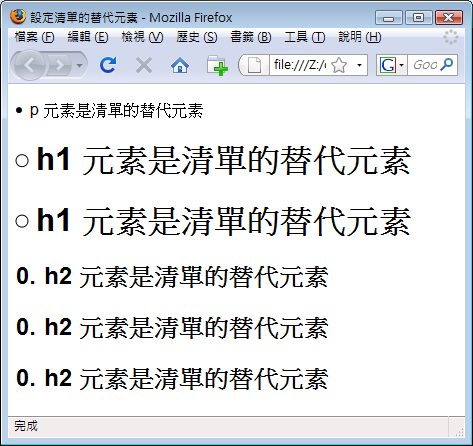 設定清單的替代元素 - Mozilla Firefox
檔案 (F) 編輯 (E) 檢視 (V) 歷史 (S) 書籤 (B) 工具 (T) 說明 (H)
file:///Z:/ G Goo
• p 元素是清單的替代元素
○ h1 元素是清單的替代元素
○ h1 元素是清單的替代元素
0. h2 元素是清單的替代元素
0. h2 元素是清單的替代元素
0. h2 元素是清單的替代元素
完成